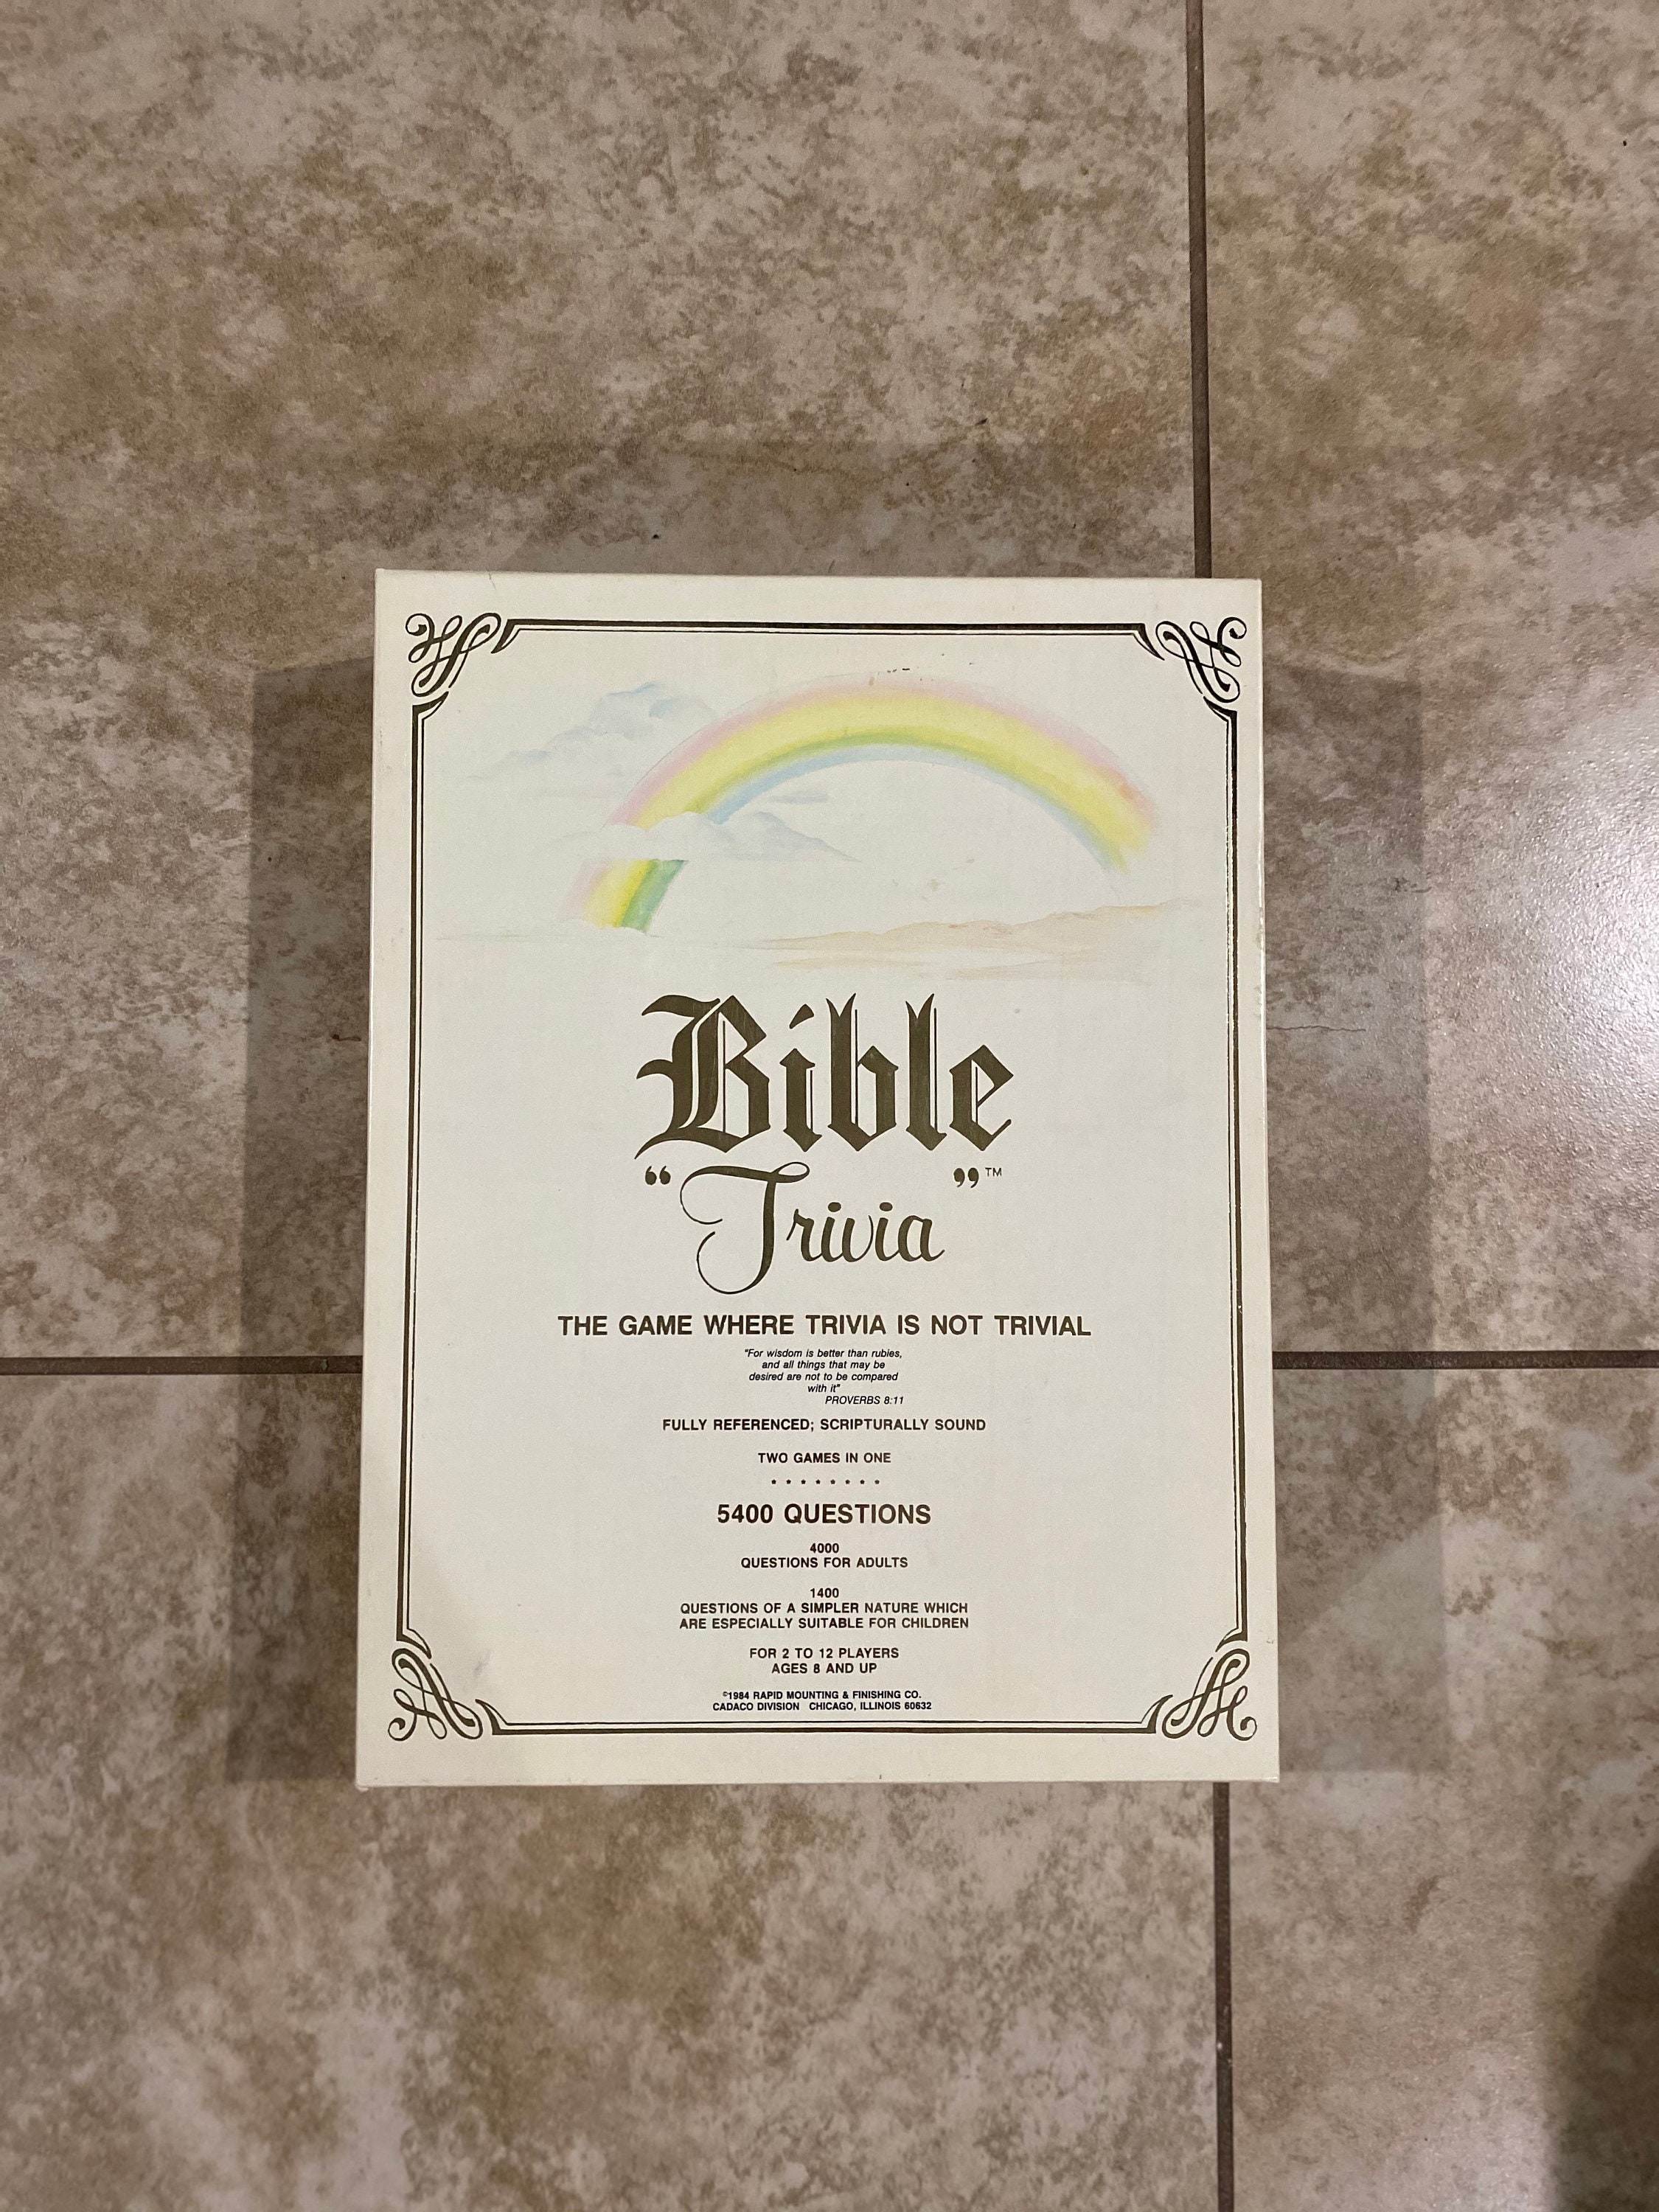 Bible
“Trivia”™
THE GAME WHERE TRIVIA IS NOT TRIVIAL
"For wisdom is better than rubies,
and all things that may be
desired are not to be compared
with it"
PROVERBS 8:11
FULLY REFERENCED; SCRIPTURALLY SOUND
TWO GAMES IN ONE
* * * * * * * *
5400 QUESTIONS
4000
QUESTIONS FOR ADULTS
1400
QUESTIONS OF A SIMPLER NATURE WHICH
ARE ESPECIALLY SUITABLE FOR CHILDREN
FOR 2 TO 12 PLAYERS
AGES 8 AND UP
©1984 RAPID MOUNTING & FINISHING CO.
CADACO DIVISION CHICAGO, ILLINOIS 60632